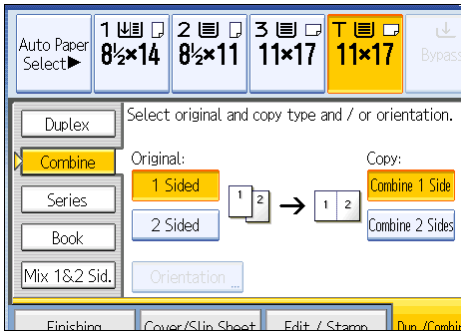 Auto Paper
Select▶
1
8½×14
2
8½×11
3
11×17
T
11×17
Bypass
Select original and copy type and / or orientation.
Duplex
Combine
Series
Book
Mix 1&2 Sid.
Original:
1 Sided
2 Sided
1 2 → 1 2
Copy:
Combine 1 Side
Combine 2 Sides
Orientation
Finishing
Cover/Slip Sheet
Edit / Stamp
Dup./Combi